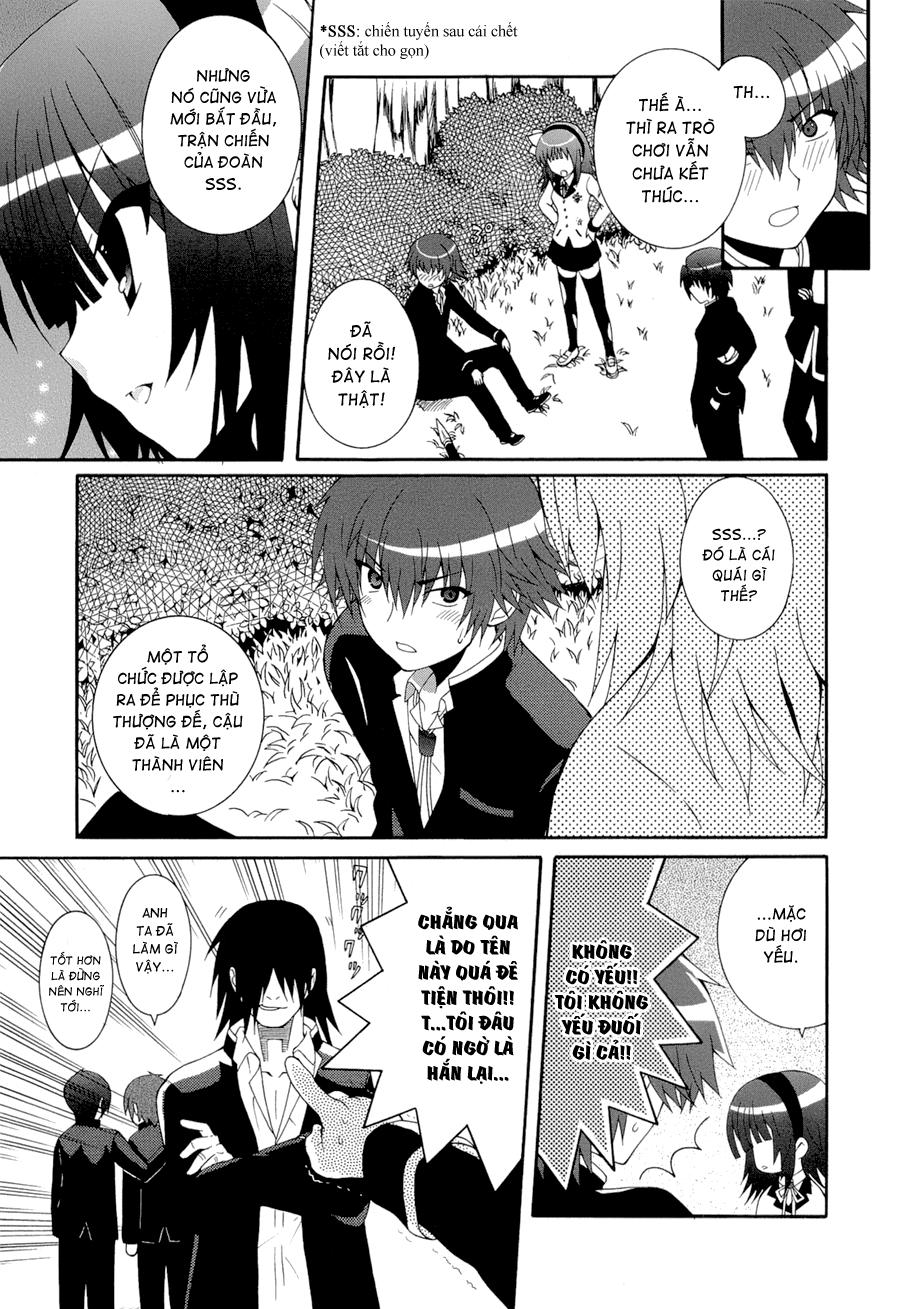 *SSS: chiến tuyến sau cái chết
(viết tắt cho gọn)
TH...
THẾ À...
THÌ RA TRÒ
CHƠI VẪN
CHƯA KẾT
THÚC...
ĐÃ
NÓI RỒI!
ĐÂY LÀ
THẬT!
NHƯNG
NÓ CŨNG VỪA
MỚI BẮT ĐẦU,
TRẬN CHIẾN
CỦA ĐOÀN
SSS.
SSS...?
ĐÓ LÀ CÁI
QUÁI GÌ
THẾ?
MỘT TỔ
CHỨC ĐƯỢC LẬP
RA ĐỂ PHỤC THÙ
THƯỢNG ĐẾ, CẬU
ĐÃ LÀ MỘT
THÀNH VIÊN
...
...MẶC
DÙ HƠI
YẾU.
KHÔNG
CÓ YẾU!!
TÔI KHÔNG
YẾU ĐUỐI
GÌ CẢ!!
CHẲNG QUA
LÀ DO TÊN
NÀY QUÁ ĐÊ
TIỆN THÔI!!
T...TÔI ĐÂU
CÓ NGỜ LÀ
HẮN LẠI...
ANH
TA ĐÃ
LÀM GÌ
VẬY...
TỐT HƠN
LÀ ĐỪNG
NÊN NGHĨ
TỚI...